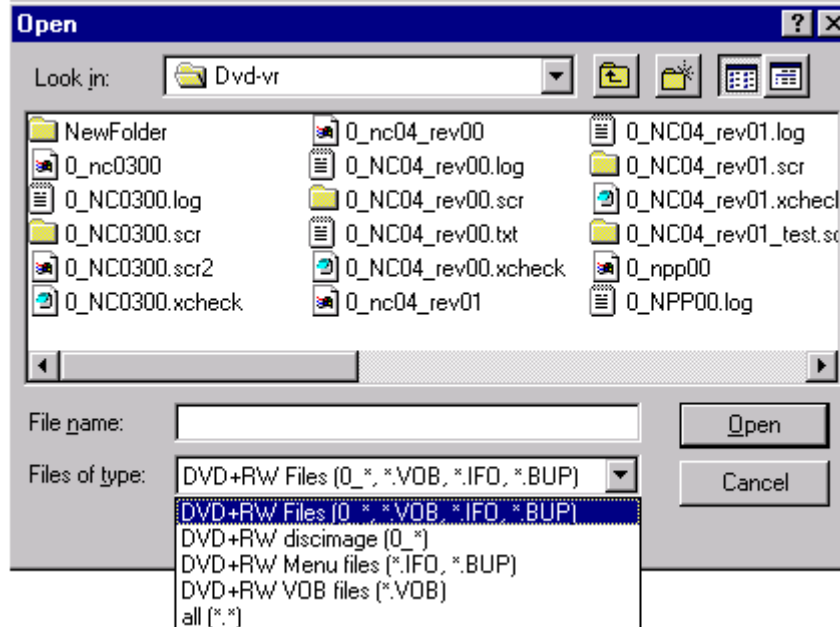 Open
Look in: Dvd-vr
NewFolder
0_nc0300
0_NC0300.log
0_NC0300.scr
0_NC0300.scr2
0_NC0300.xcheck
0_nc04_rev00
0_NC04_rev00.log
0_NC04_rev00.scr
0_NC04_rev00.txt
0_NC04_rev00.xcheck
0_nc04_rev01
0_NC04_rev01.log
0_NC04_rev01.scr
0_NC04_rev01.xchec
0_NC04_rev01_test.s
0_npp00
0_NPP00.log
File name:
Open
Files of type: DVD+RW Files (0_*, *.VOB, *.IFO, *.BUP)
Cancel
DVD+RW Files (0_*, *.VOB, *.IFO, *.BUP)
DVD+RW discimage (0_*)
DVD+RW Menu files (*.IFO, *.BUP)
DVD+RW VOB files (*.VOB)
all (*.*)